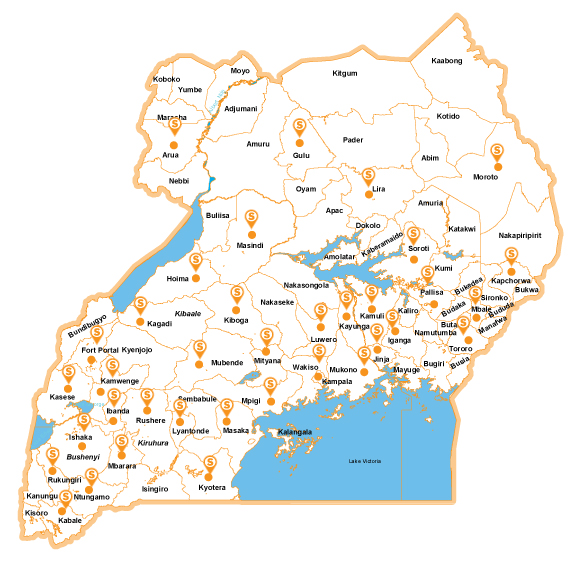 Kaabong
Moyo
Koboko
Kitgum
Yumbe
Adjumani
Kotido
Maracha
Pader
Amuru
Gulu
Arua
Abim
Moroto
Nebbi
Oyam
Lira
Apac
Amuria
Buliisa
Dokolo
Katakwi
Masindi
Nakapiripirit
Kaberamaido
Soroti
Amolatar
Kumi
Hoima
Kapchorwa
Nakasongola
Bukedea
Bukwa
Pallisa
Sironko
Nakaseke
Kibaale
Kiboga
Kagadi
Kamuli
Kaliro
Budaka
Mbale
Bududa
Kayunga
Buta
Manafwa
Bundibugyo
Luwero
Namutumba
Iganga
Fort Portal
Kyenjojo
Tororo
Mityana
Jinja
Mubende
Bugiri
Busia
Wakiso
Mukono
Mayuge
Kampala
Kamwenge
Kasese
Sembabule
Mpigi
Ibanda
Rushere
Lyantonde
Masaka
Kalangala
Ishaka
Kiruhura
Bushenyi
Mbarara
Lake Victoria
Rukungiri
Isingiro
Kyotera
Kanungu
Ntungamo
Kisoro
Kabale